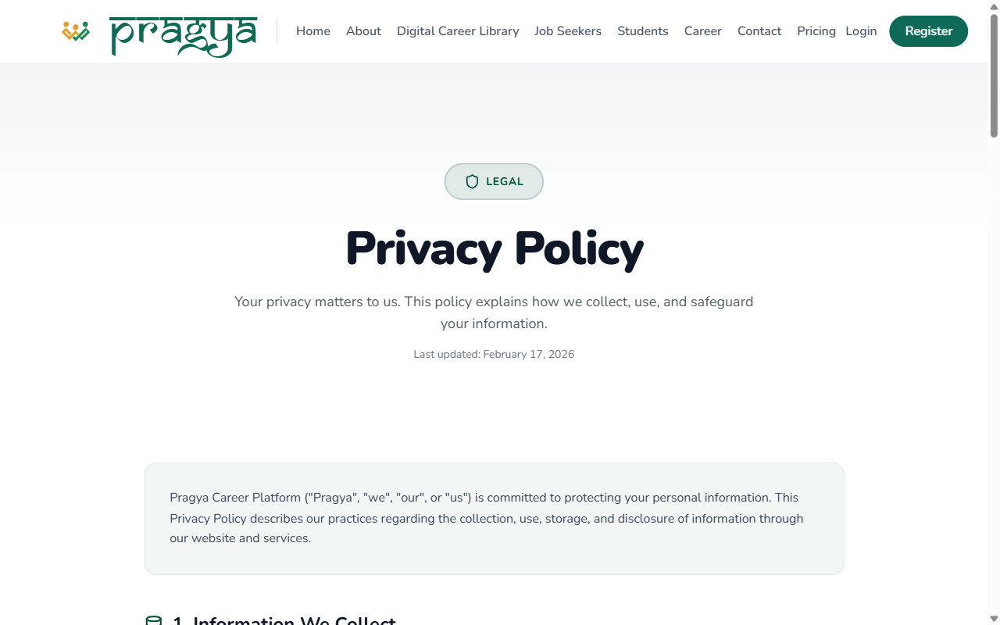 pragya
Home
About
Digital Career Library
Job Seekers
Students
Career
Contact
Pricing
Login
Register
LEGAL
Privacy Policy
Your privacy matters to us. This policy explains how we collect, use, and safeguard
your information.
Last updated: February 17, 2026
Pragya Career Platform ("Pragya", "we", "our", or "us") is committed to protecting your personal information. This
Privacy Policy describes our practices regarding the collection, use, storage, and disclosure of information through
our website and services.
1. Information We Collect